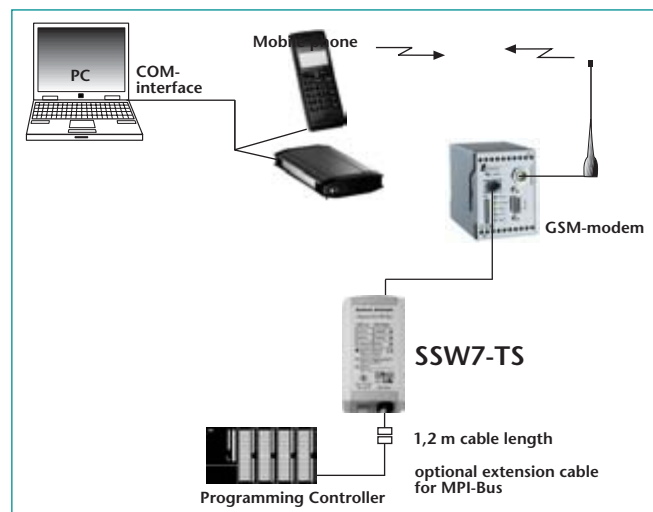 Mobile phone
PC
COM-
interface
GSM-modem
SSW7-TS
1,2 m cable length
optional extension cable
for MPI-Bus
Programming Controller